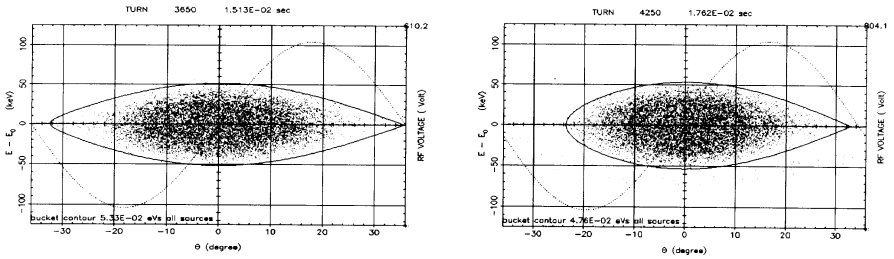 TURN 3650 1.513E-02 sec
610.2
100
50
0
-50
-100
E - E₀ (keV)
RF VOLTAGE ( Volt)
bucket contour 5.33E-02 eVs all sources
-30 -20 -10 0 10 20 30
Θ (degree)
TURN 4250 1.762E-02 sec
804.1
100
50
0
-50
-100
E - E₀ (keV)
RF VOLTAGE ( Volt)
bucket contour 4.76E-02 eVs all sources
-30 -20 -10 0 10 20 30
Θ (degree)